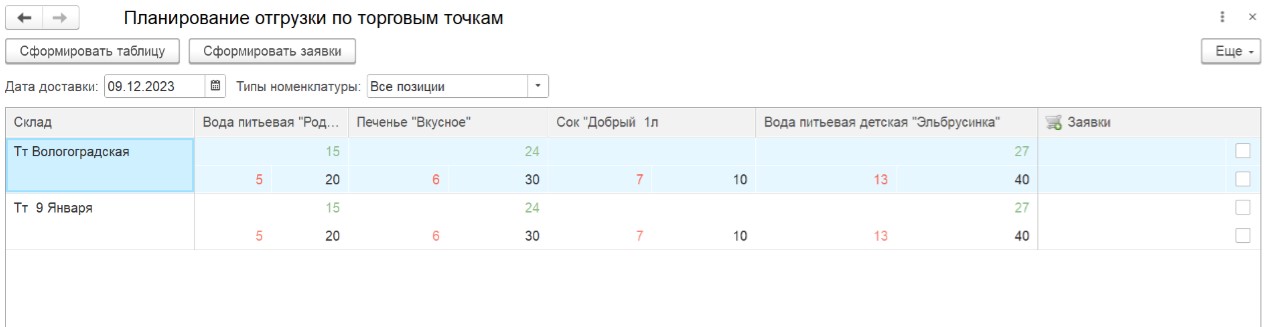 Планирование отгрузки по торговым точкам
Сформировать таблицу Сформировать заявки Еще
Дата доставки: 09.12.2023 Типы номенклатуры: Все позиции
Склад Вода питьевая "Род... Печенье "Вкусное" Сок "Добрый 1л Вода питьевая детская "Эльбрусинка" Заявки
Тт Вологоградская 15 24 27
5 20 6 30 7 10 13 40
Тт 9 Января 15 24 27
5 20 6 30 7 10 13 40